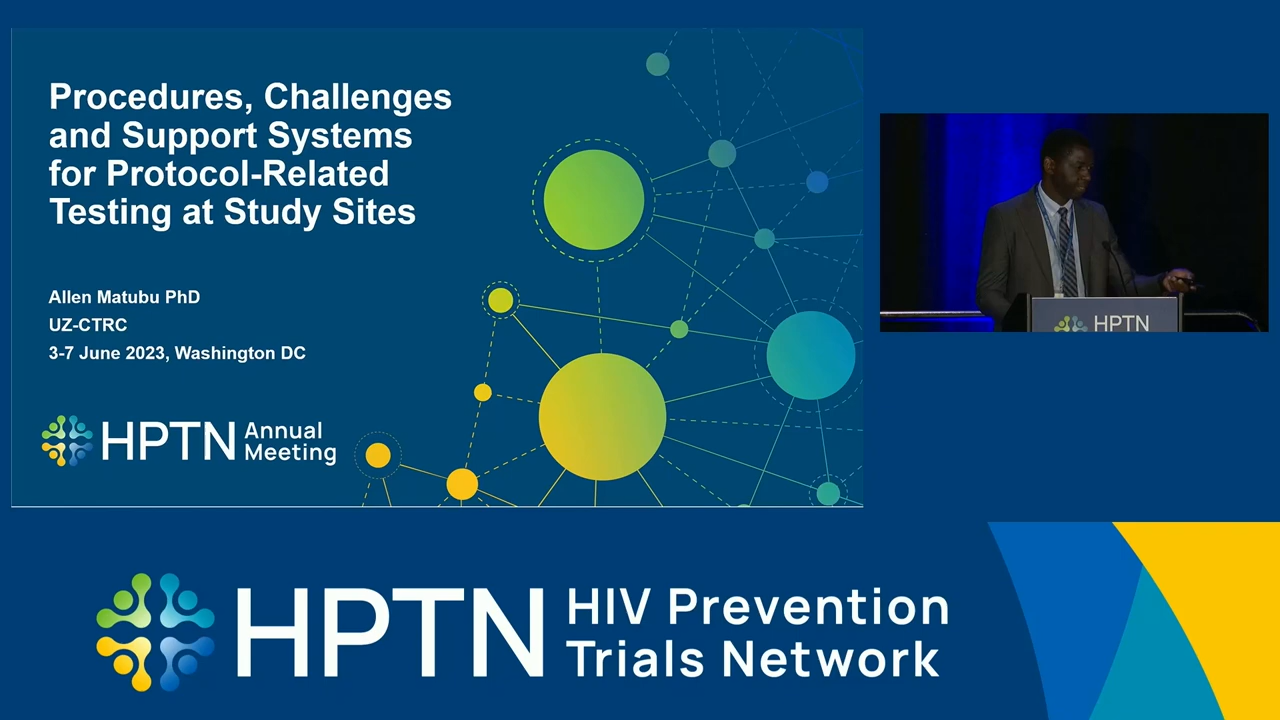 Procedures, Challenges
and Support Systems
for Protocol-Related
Testing at Study Sites
Allen Matubu PhD
UZ-CTRC
3-7 June 2023, Washington DC
HPTN Annual
Meeting
HPTN
HPTN HIV Prevention
Trials Network